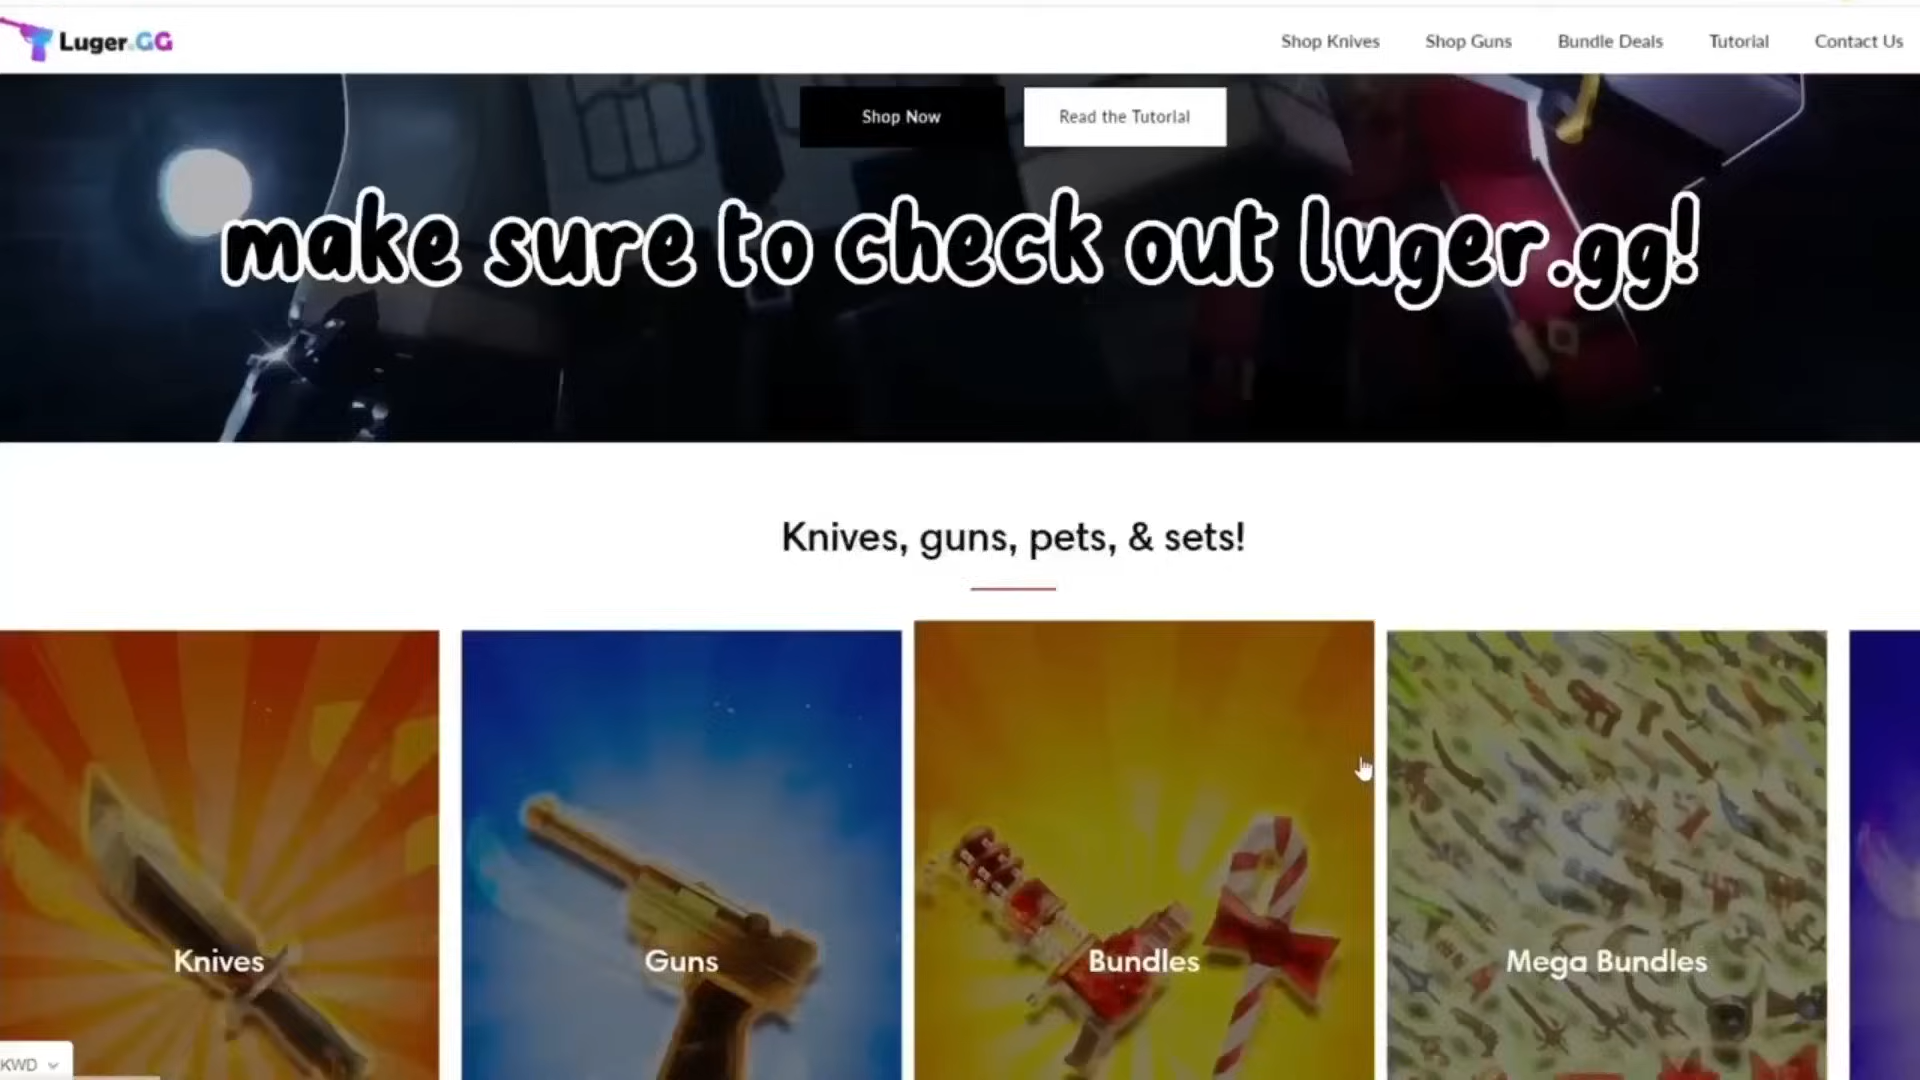 Luger.GG
Shop Knives
Shop Guns
Bundle Deals
Tutorial
Contact Us
Shop Now
Read the Tutorial
make sure to check out luger.gg!
Knives, guns, pets, & sets!
Knives
Guns
Bundles
Mega Bundles
KWD